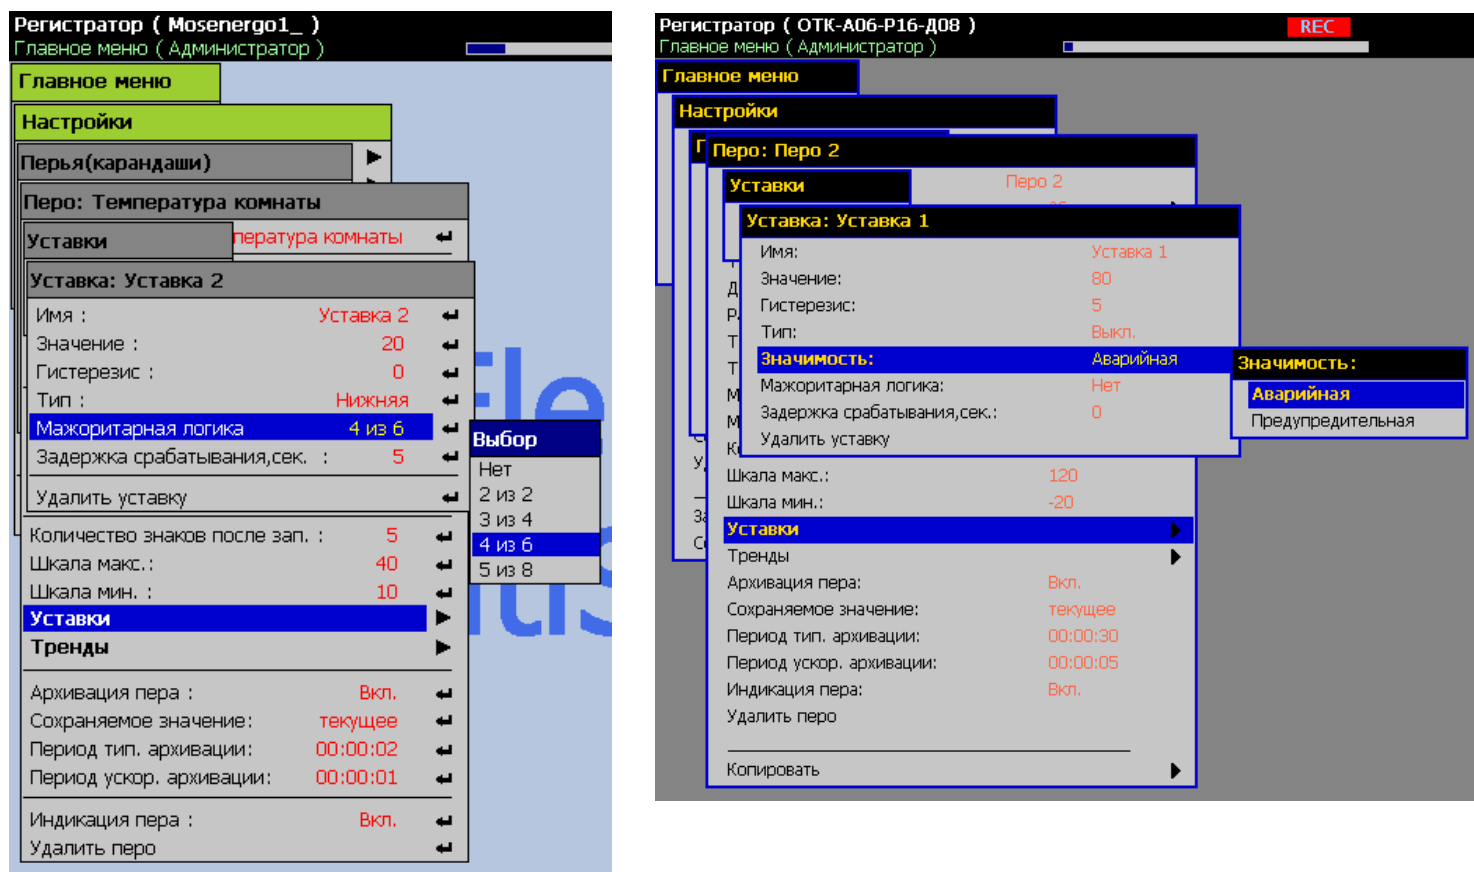 Регистратор ( Mosenergo1_ )
Главное меню ( Администратор )
Главное меню
Настройки
Перья(карандаши)
Перо: Температура комнаты
пература комнаты
Уставки
Уставка: Уставка 2
Имя : Уставка 2
Значение : 20
Гистерезис : 0
Тип : Нижняя
Мажоритарная логика 4 из 6
Задержка срабатывания,сек. : 5
Удалить уставку
Выбор
Нет
2 из 2
3 из 4
4 из 6
5 из 8
Количество знаков после зап. : 5
Шкала макс.: 40
Шкала мин. : 10
Уставки
Тренды
Архивация пера : Вкл.
Сохраняемое значение: текущее
Период тип. архивации: 00:00:02
Период ускор. архивации: 00:00:01
Индикация пера : Вкл.
Удалить перо
Регистратор ( ОТК-А06-Р16-Д08 )
REC
Главное меню ( Администратор )
Главное меню
Настройки
Перо: Перо 2
Перо 2
Уставки
Уставка: Уставка 1
Имя: Уставка 1
Значение: 80
Гистерезис: 5
Тип: Выкл.
Значимость: Аварийная
Мажоритарная логика: Нет
Задержка срабатывания,сек.: 0
Удалить уставку
Значимость:
Аварийная
Предупредительная
Шкала макс.: 120
Шкала мин.: -20
Уставки
Тренды
Архивация пера: Вкл.
Сохраняемое значение: текущее
Период тип. архивации: 00:00:30
Период ускор. архивации: 00:00:05
Индикация пера: Вкл.
Удалить перо
Копировать